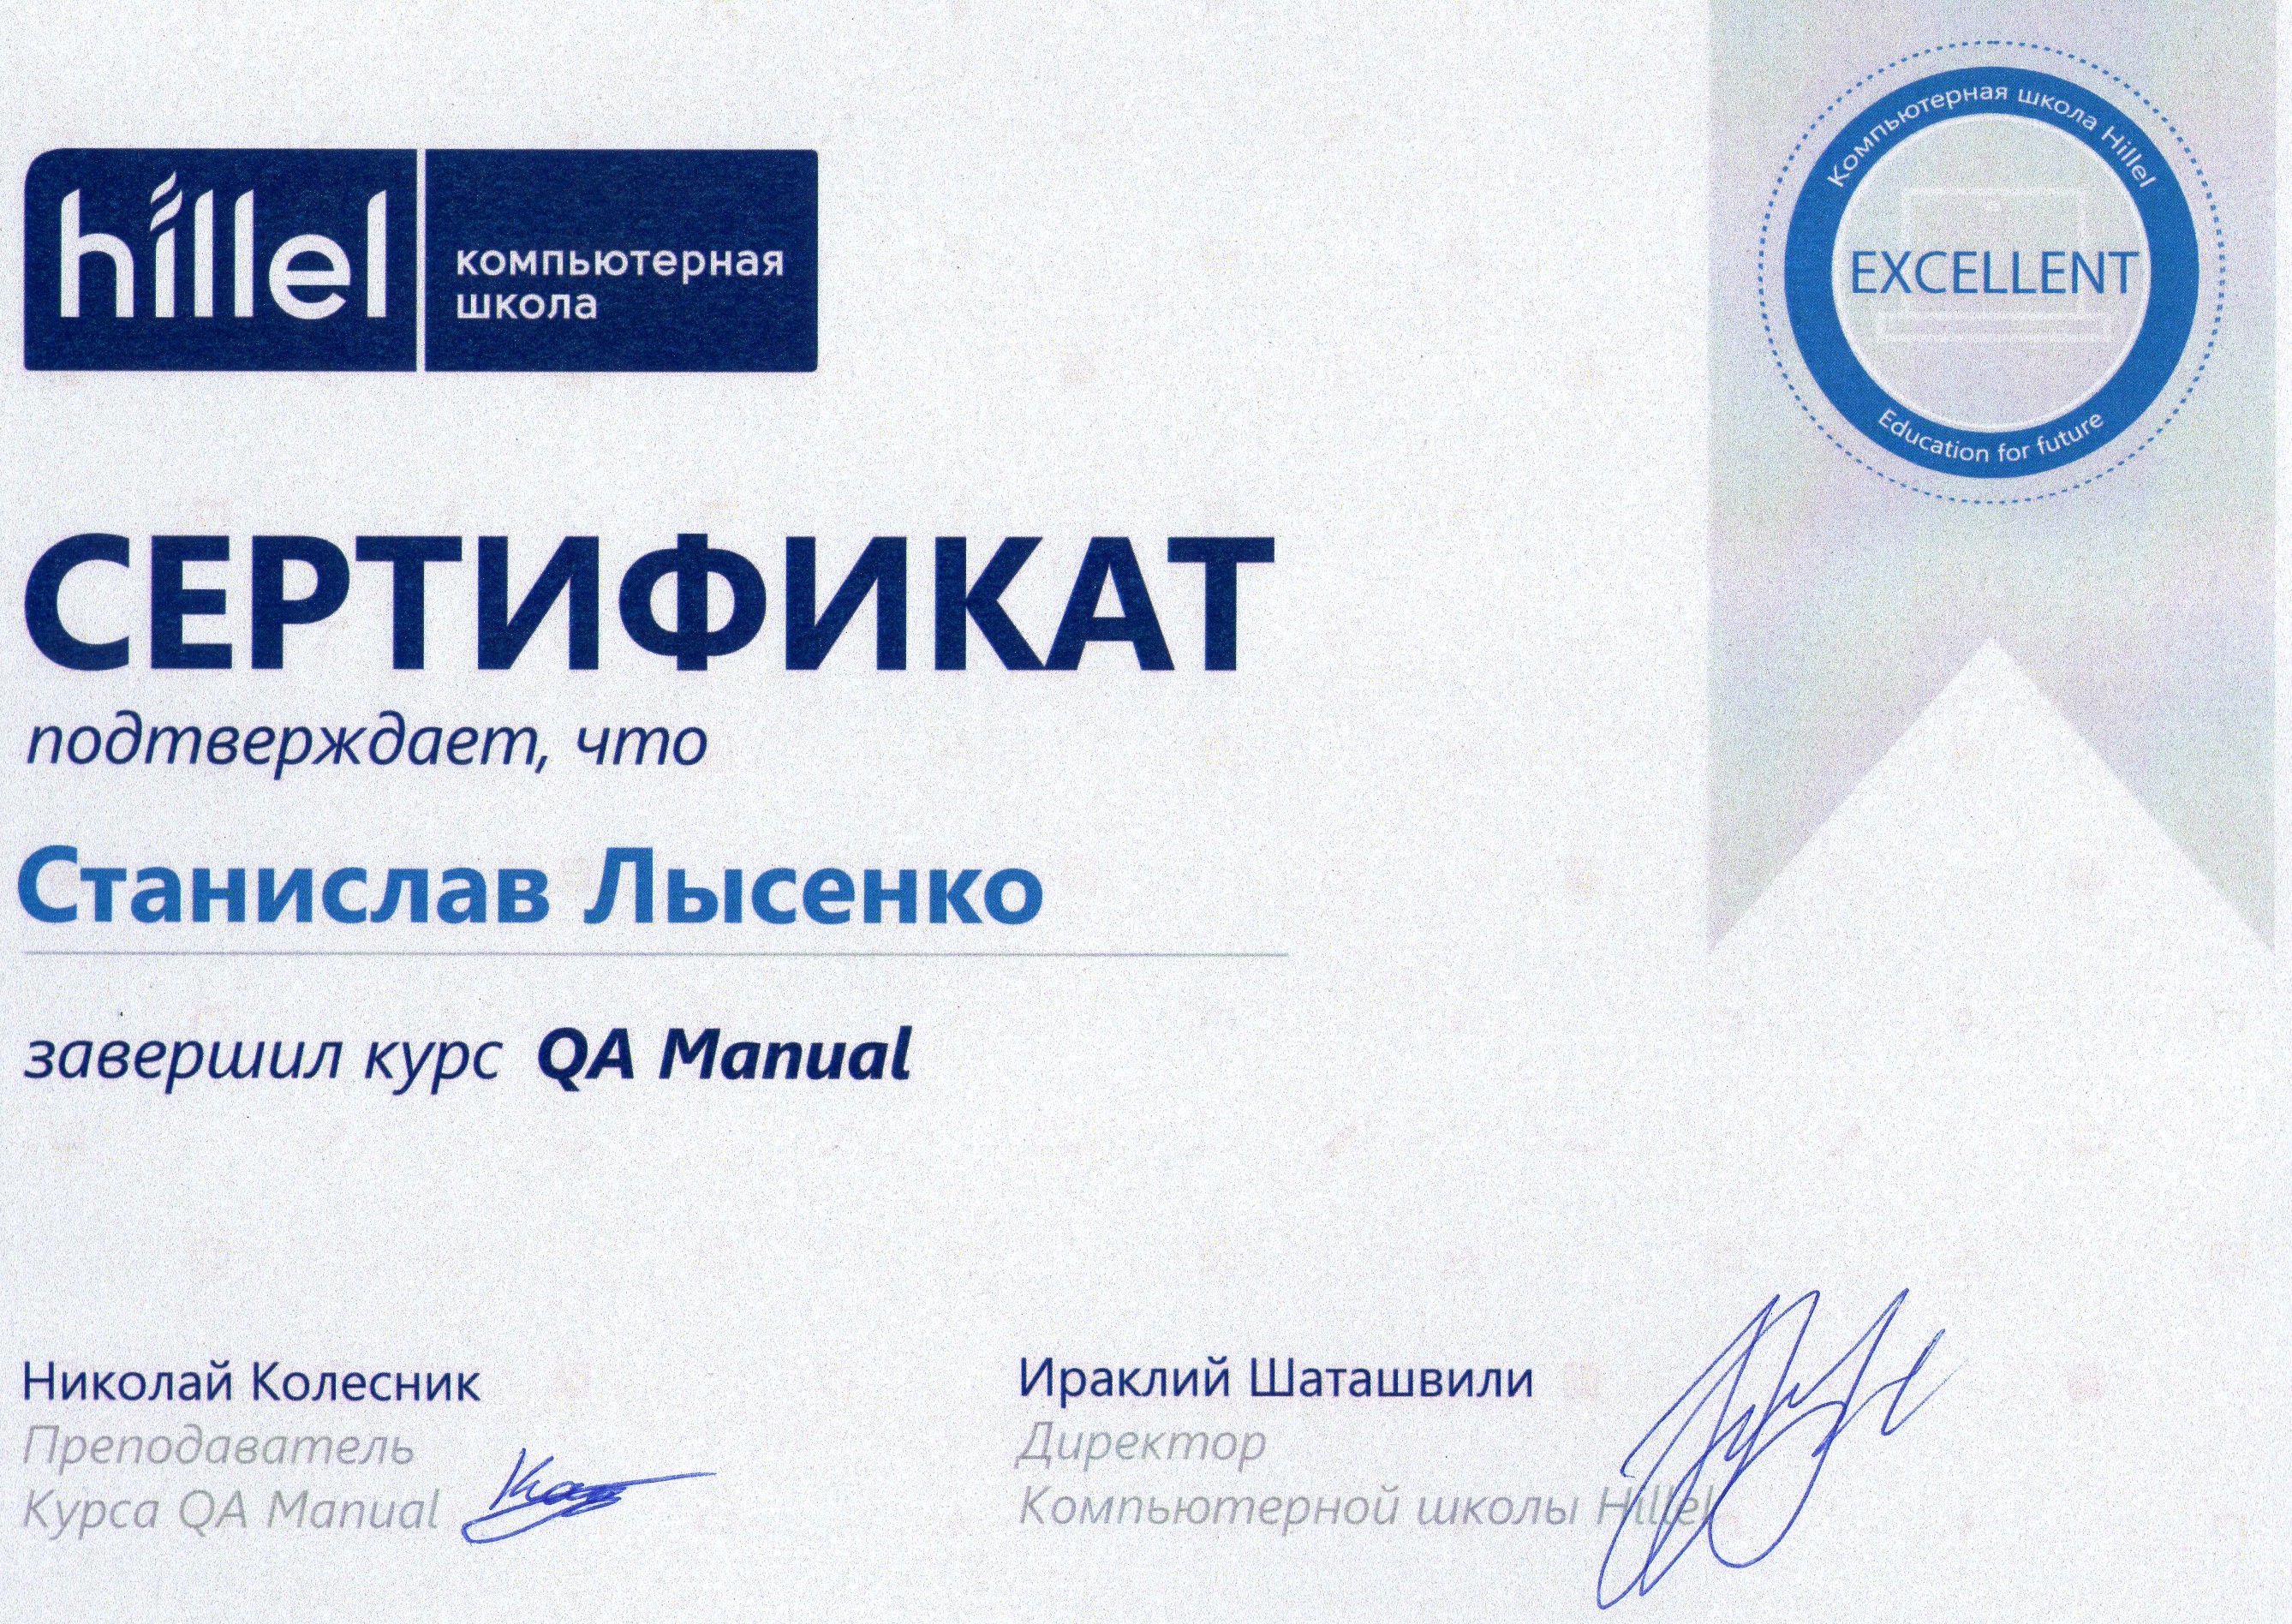 hillel
компьютерная
школа
Компьютерная школа Hillel
EXCELLENT
Education for future
СЕРТИФИКАТ
подтверждает, что
Станислав Лысенко
завершил курс QA Manual
Николай Колесник
Преподаватель
Курса QA Manual
Ираклий Шаташвили
Директор
Компьютерной школы Hillel